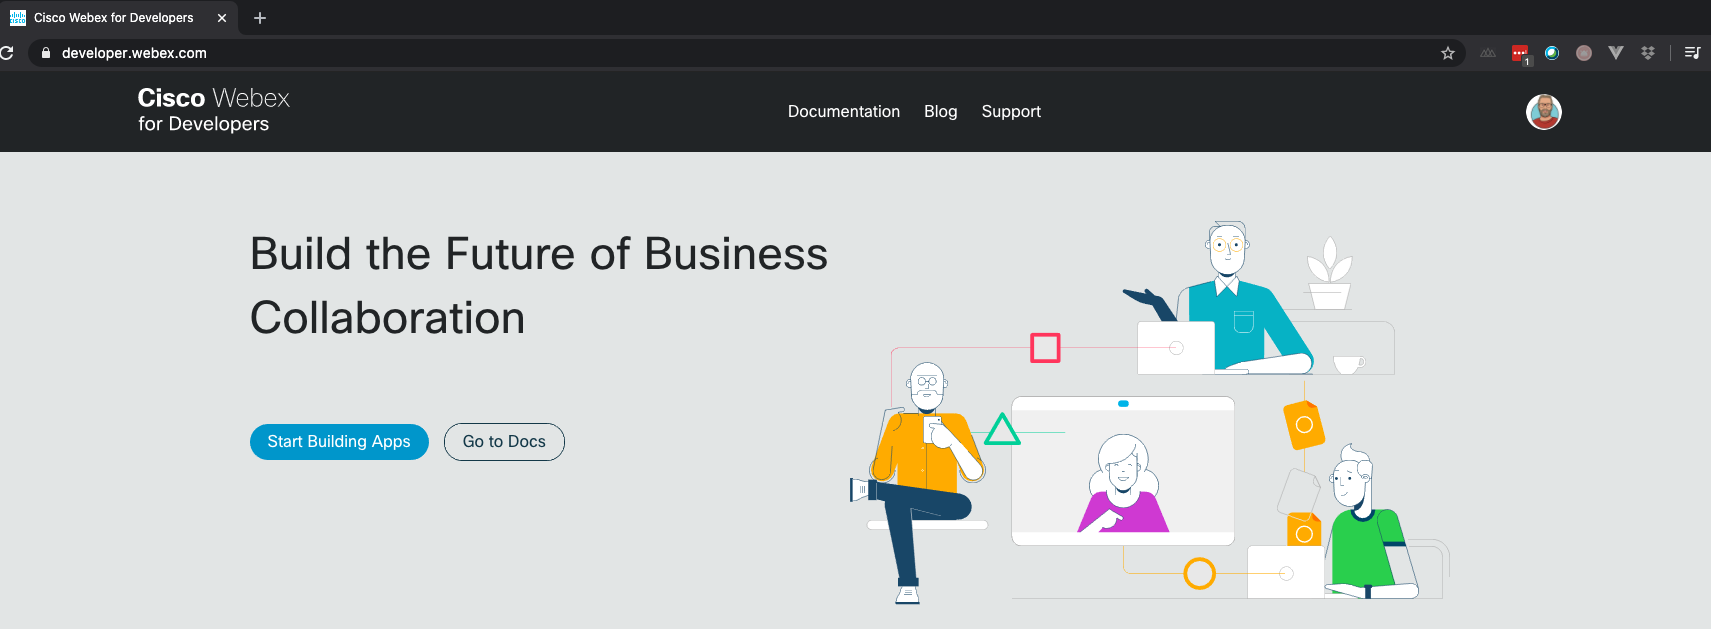 Cisco Webex for Developers
developer.webex.com
1
Cisco Webex
for Developers
Documentation Blog Support
Build the Future of Business
Collaboration
Start Building Apps Go to Docs